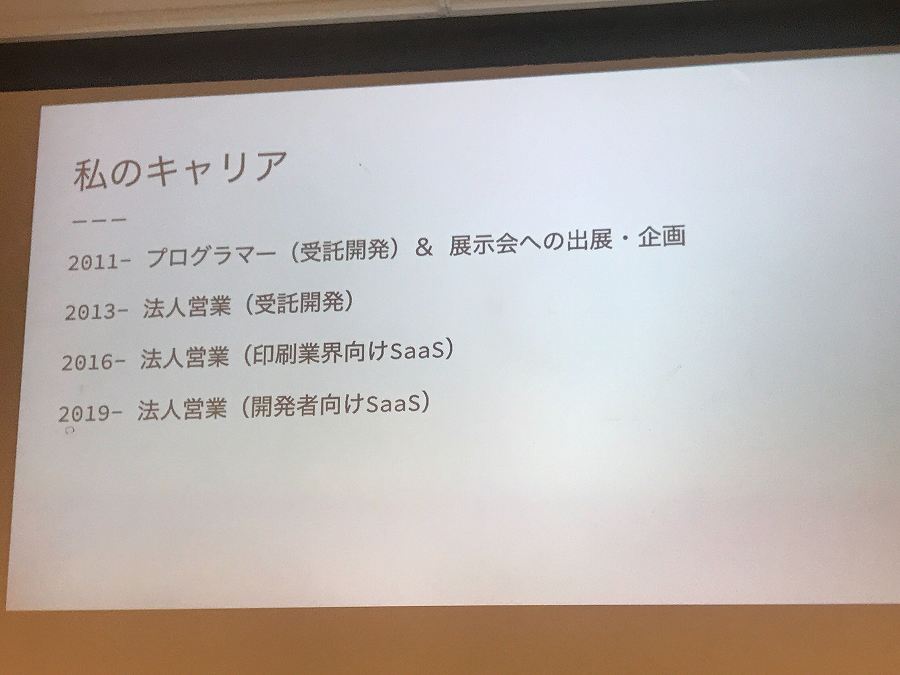 私のキャリア
———
2011- プログラマー（受託開発）& 展示会への出展・企画
2013- 法人営業（受託開発）
2016- 法人営業（印刷業界向けSaaS）
2019- 法人営業（開発者向けSaaS）